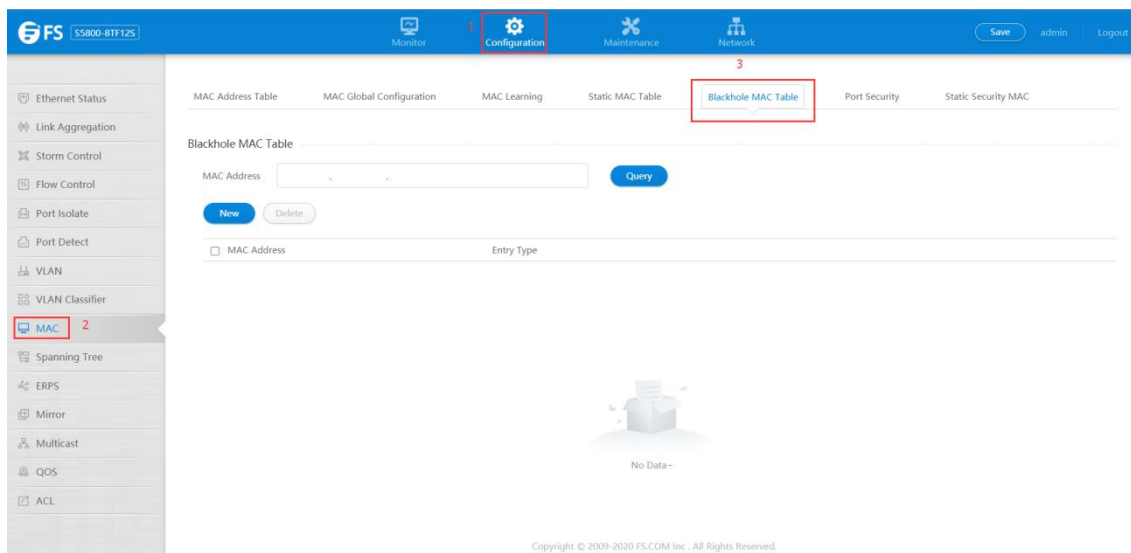 FS S5800-8TF12S
Monitor
1 Configuration
Maintenance
Network
Save admin Logout
3
Ethernet Status
Link Aggregation
Storm Control
Flow Control
Port Isolate
Port Detect
VLAN
VLAN Classifier
MAC 2
Spanning Tree
ERPS
Mirror
Multicast
QOS
ACL
MAC Address Table MAC Global Configuration MAC Learning Static MAC Table Blackhole MAC Table Port Security Static Security MAC
Blackhole MAC Table
MAC Address . . Query
New Delete
MAC Address Entry Type
No Data~
Copyright © 2009-2020 FS.COM Inc . All Rights Reserved.